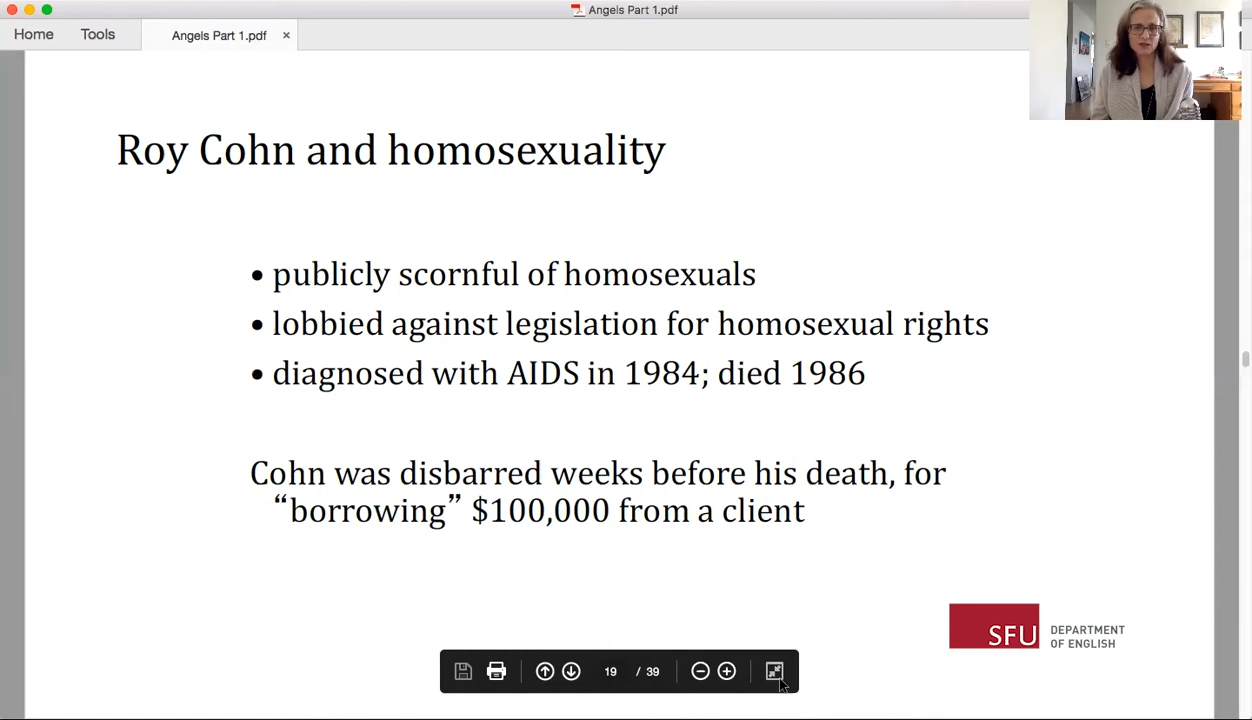 Angels Part 1.pdf
Home Tools Angels Part 1.pdf ×
Roy Cohn and homosexuality
• publicly scornful of homosexuals
• lobbied against legislation for homosexual rights
• diagnosed with AIDS in 1984; died 1986
Cohn was disbarred weeks before his death, for
“borrowing” $100,000 from a client
SFU DEPARTMENT
OF ENGLISH
19 / 39